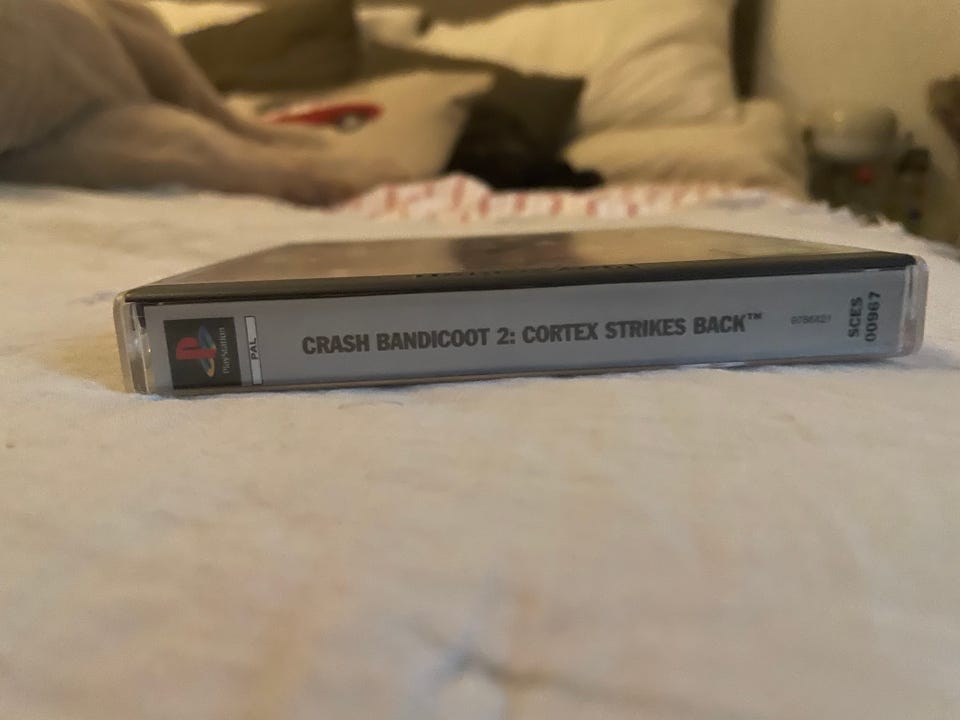 PlayStation
PAL
CRASH BANDICOOT 2: CORTEX STRIKES BACK™
SCES
00967